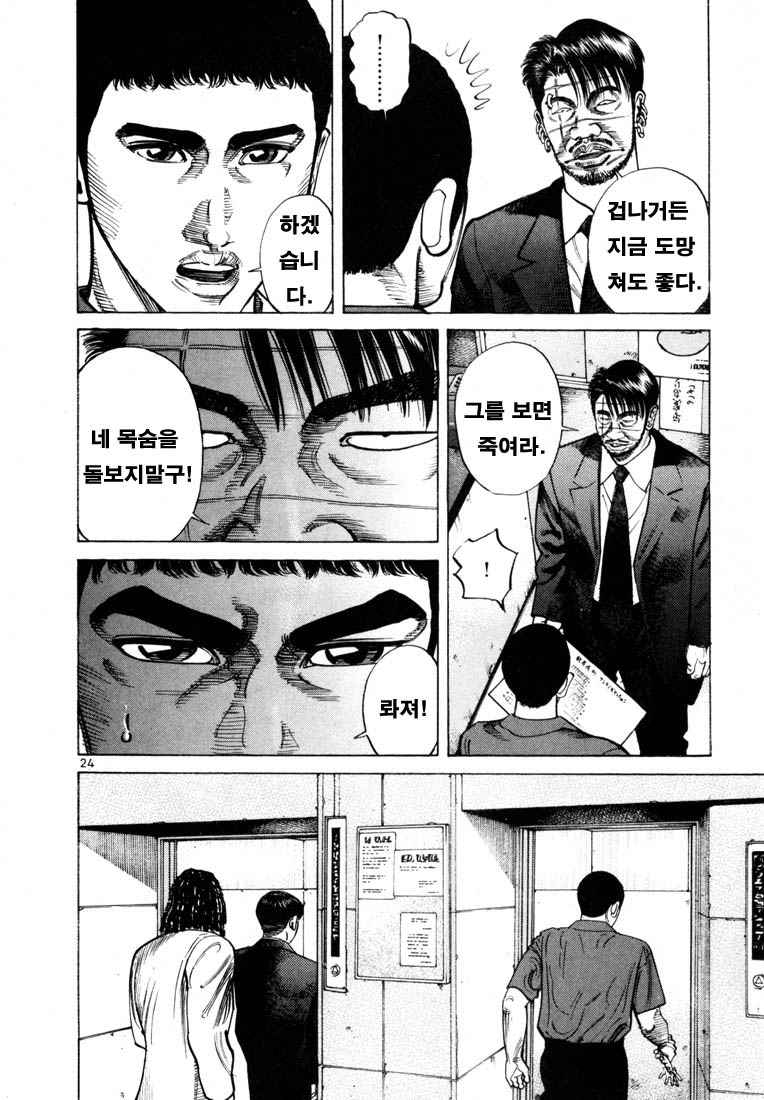 겁나거든
지금 도망
쳐도 좋다.
………
하겠
습니
다.
그를 보면
죽여라.
!
네 목숨을
돌보지말구!
롸져!
24